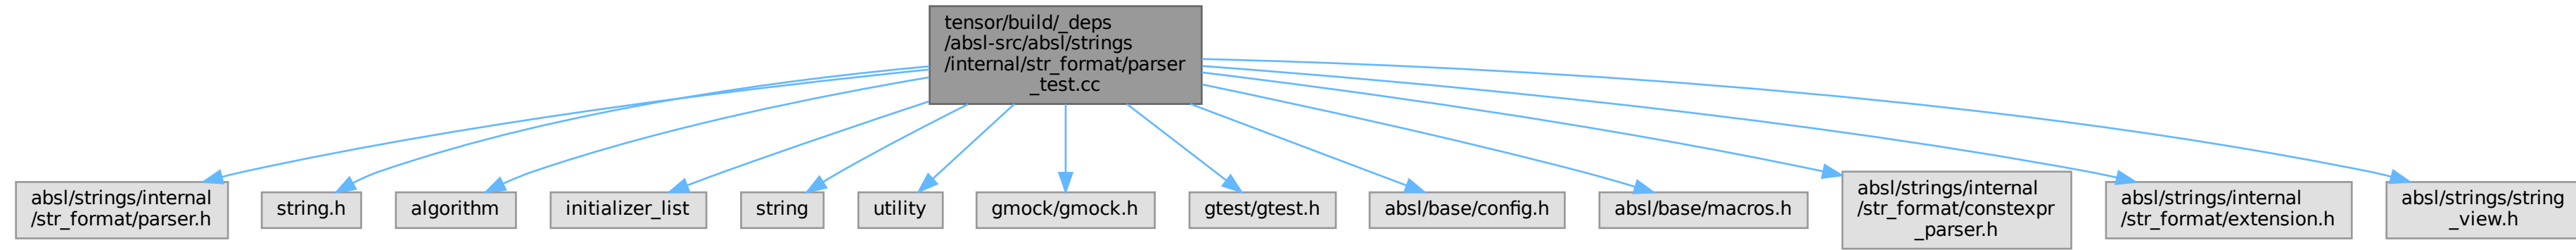 tensor/build/_deps
/absl-src/absl/strings
/internal/str_format/parser
_test.cc
absl/strings/internal
/str_format/parser.h
string.h
algorithm
initializer_list
string
utility
gmock/gmock.h
gtest/gtest.h
absl/base/config.h
absl/base/macros.h
absl/strings/internal
/str_format/constexpr
_parser.h
absl/strings/internal
/str_format/extension.h
absl/strings/string
_view.h